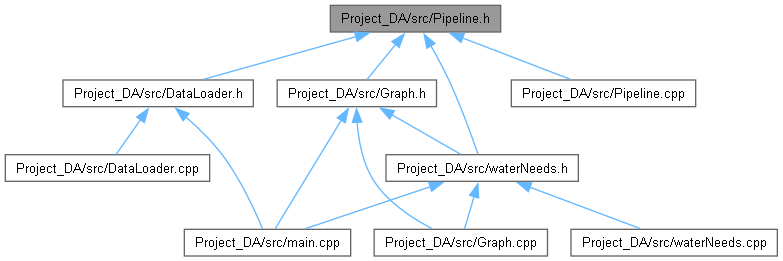 Project_DA/src/Pipeline.h
Project_DA/src/DataLoader.h
Project_DA/src/Graph.h
Project_DA/src/Pipeline.cpp
Project_DA/src/DataLoader.cpp
Project_DA/src/waterNeeds.h
Project_DA/src/main.cpp
Project_DA/src/Graph.cpp
Project_DA/src/waterNeeds.cpp